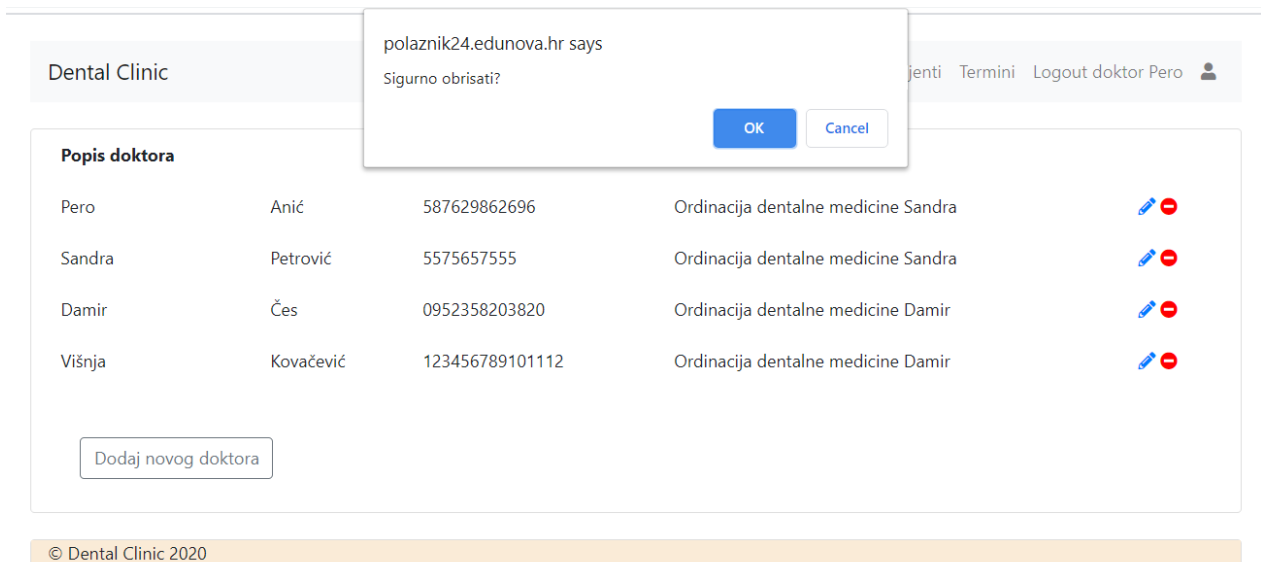 polaznik24.edunova.hr says
Sigurno obrisati?
OK Cancel
Dental Clinic Termini Logout doktor Pero
Popis doktora
Pero Anić 587629862696 Ordinacija dentalne medicine Sandra
Sandra Petrović 5575657555 Ordinacija dentalne medicine Sandra
Damir Čes 0952358203820 Ordinacija dentalne medicine Damir
Višnja Kovačević 123456789101112 Ordinacija dentalne medicine Damir
Dodaj novog doktora
© Dental Clinic 2020